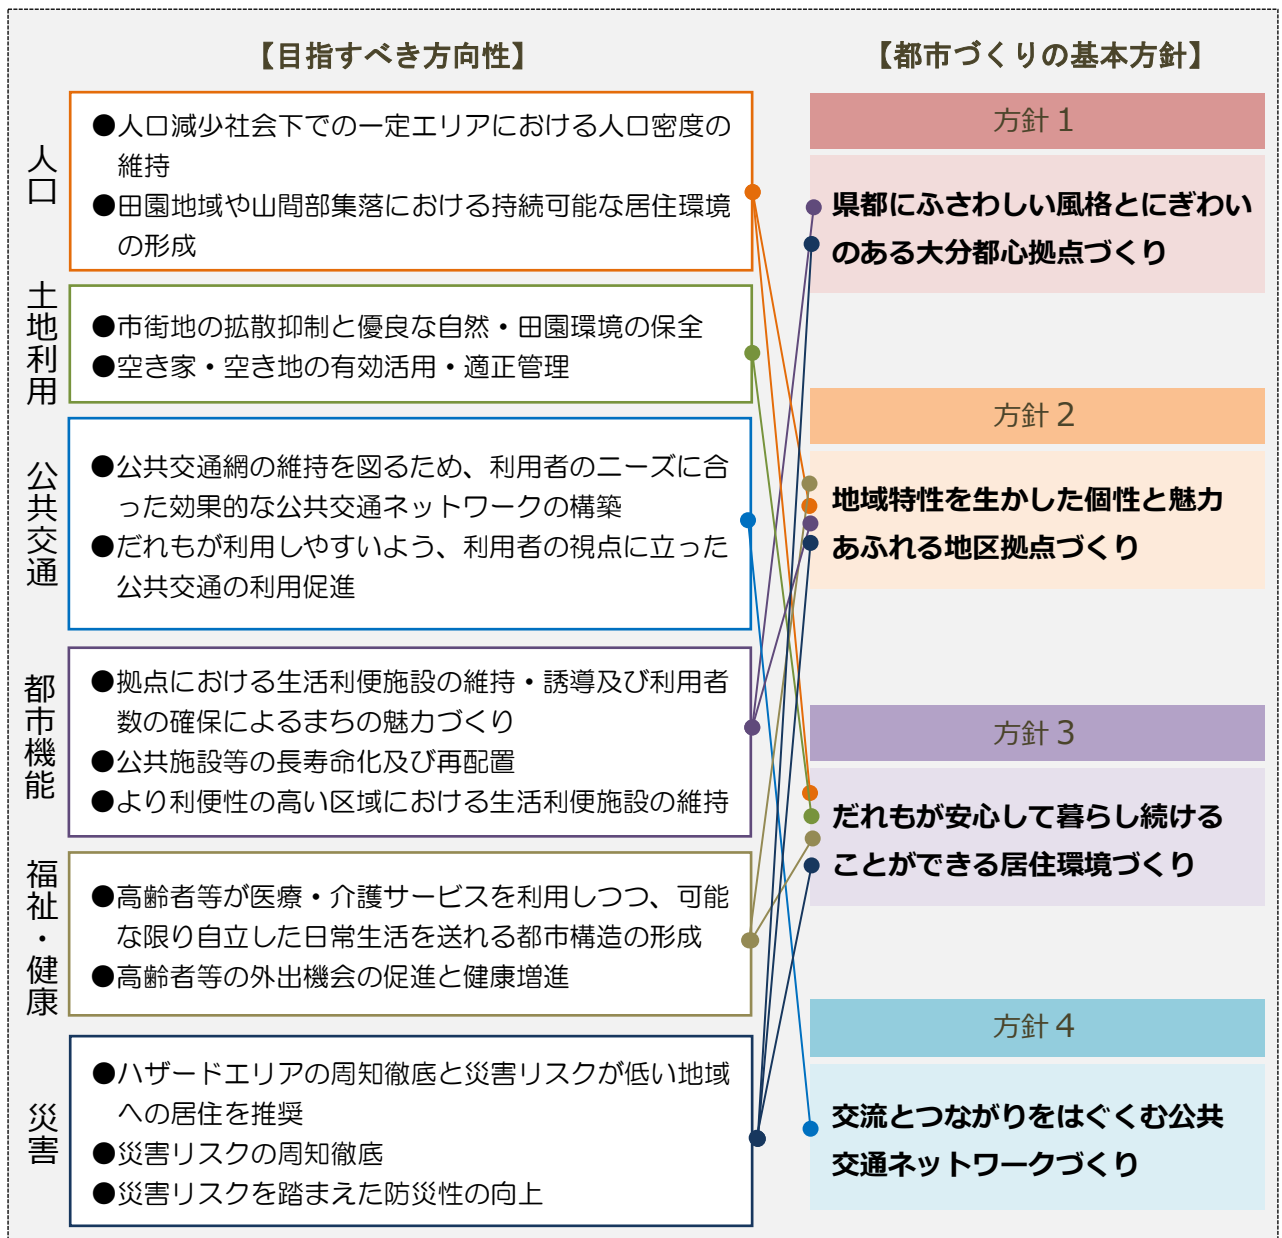 【目指すべき方向性】
人口
●人口減少社会下での一定エリアにおける人口密度の
維持
●田園地域や山間部集落における持続可能な居住環境
の形成
土地利用
●市街地の拡散抑制と優良な自然・田園環境の保全
●空き家・空き地の有効活用・適正管理
公共交通
●公共交通網の維持を図るため、利用者のニーズに合
った効果的な公共交通ネットワークの構築
●だれもが利用しやすいよう、利用者の視点に立った
公共交通の利用促進
都市機能
●拠点における生活利便施設の維持・誘導及び利用者
数の確保によるまちの魅力づくり
●公共施設等の長寿命化及び再配置
●より利便性の高い区域における生活利便施設の維持
福祉・健康
●高齢者等が医療・介護サービスを利用しつつ、可能
な限り自立した日常生活を送れる都市構造の形成
●高齢者等の外出機会の促進と健康増進
災害
●ハザードエリアの周知徹底と災害リスクが低い地域
への居住を推奨
●災害リスクの周知徹底
●災害リスクを踏まえた防災性の向上
【都市づくりの基本方針】
方針1
県都にふさわしい風格とにぎわい
のある大分都心拠点づくり
方針2
地域特性を生かした個性と魅力
あふれる地区拠点づくり
方針3
だれもが安心して暮らし続ける
ことができる居住環境づくり
方針4
交流とつながりをはぐくむ公共
交通ネットワークづくり